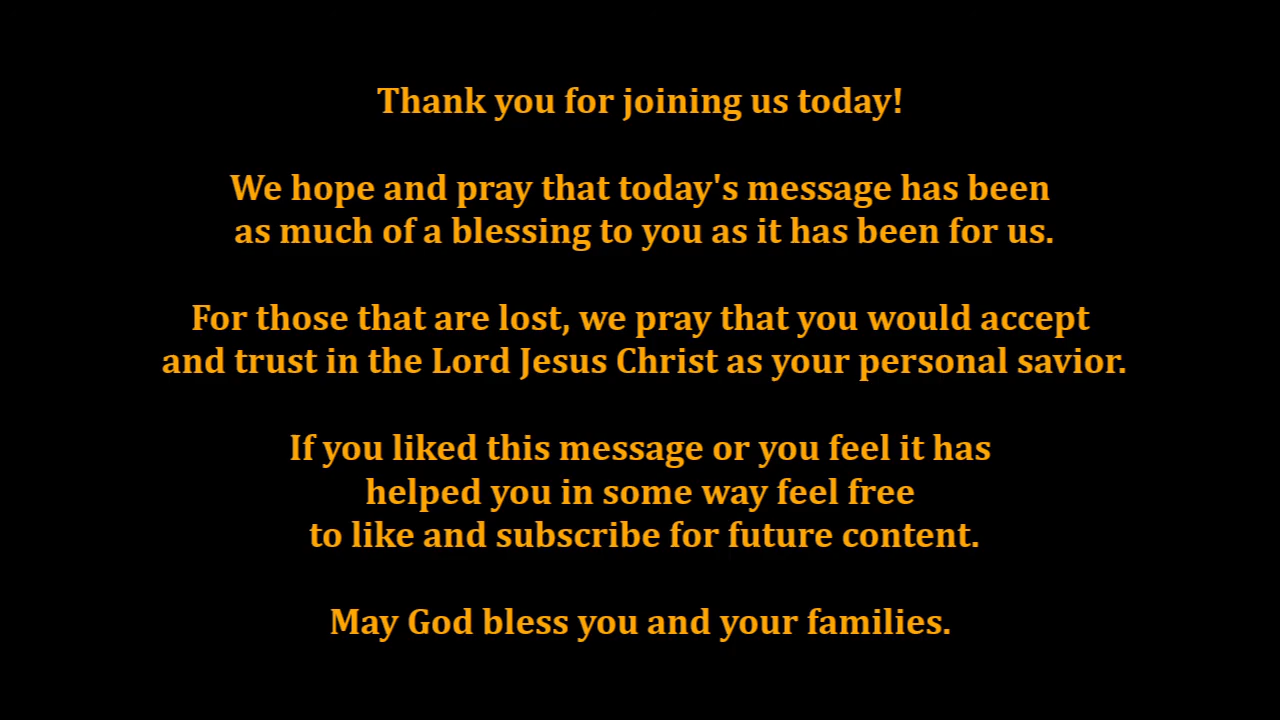 Thank you for joining us today!
We hope and pray that today's message has been
as much of a blessing to you as it has been for us.
For those that are lost, we pray that you would accept
and trust in the Lord Jesus Christ as your personal savior.
If you liked this message or you feel it has
helped you in some way feel free
to like and subscribe for future content.
May God bless you and your families.